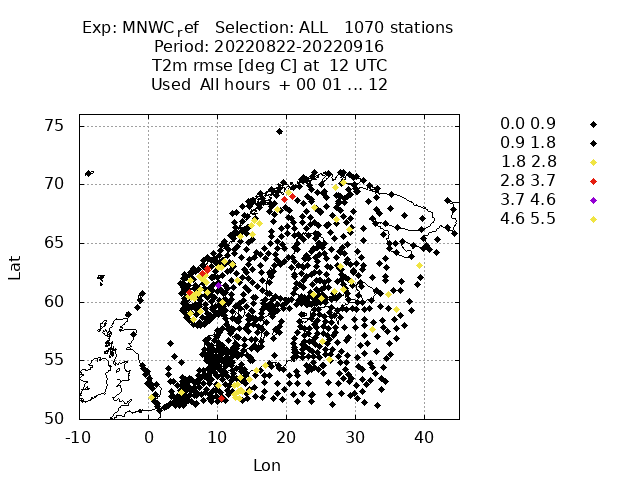 Exp: MNWC_ref   Selection: ALL   1070 stations
Period: 20220822-20220916
T2m rmse [deg C] at  12 UTC
Used  All hours  + 00 01 ... 12
75
70
65
60
55
50
-10 0 10 20 30 40
Lat
Lon
0.0 0.9
0.9 1.8
1.8 2.8
2.8 3.7
3.7 4.6
4.6 5.5